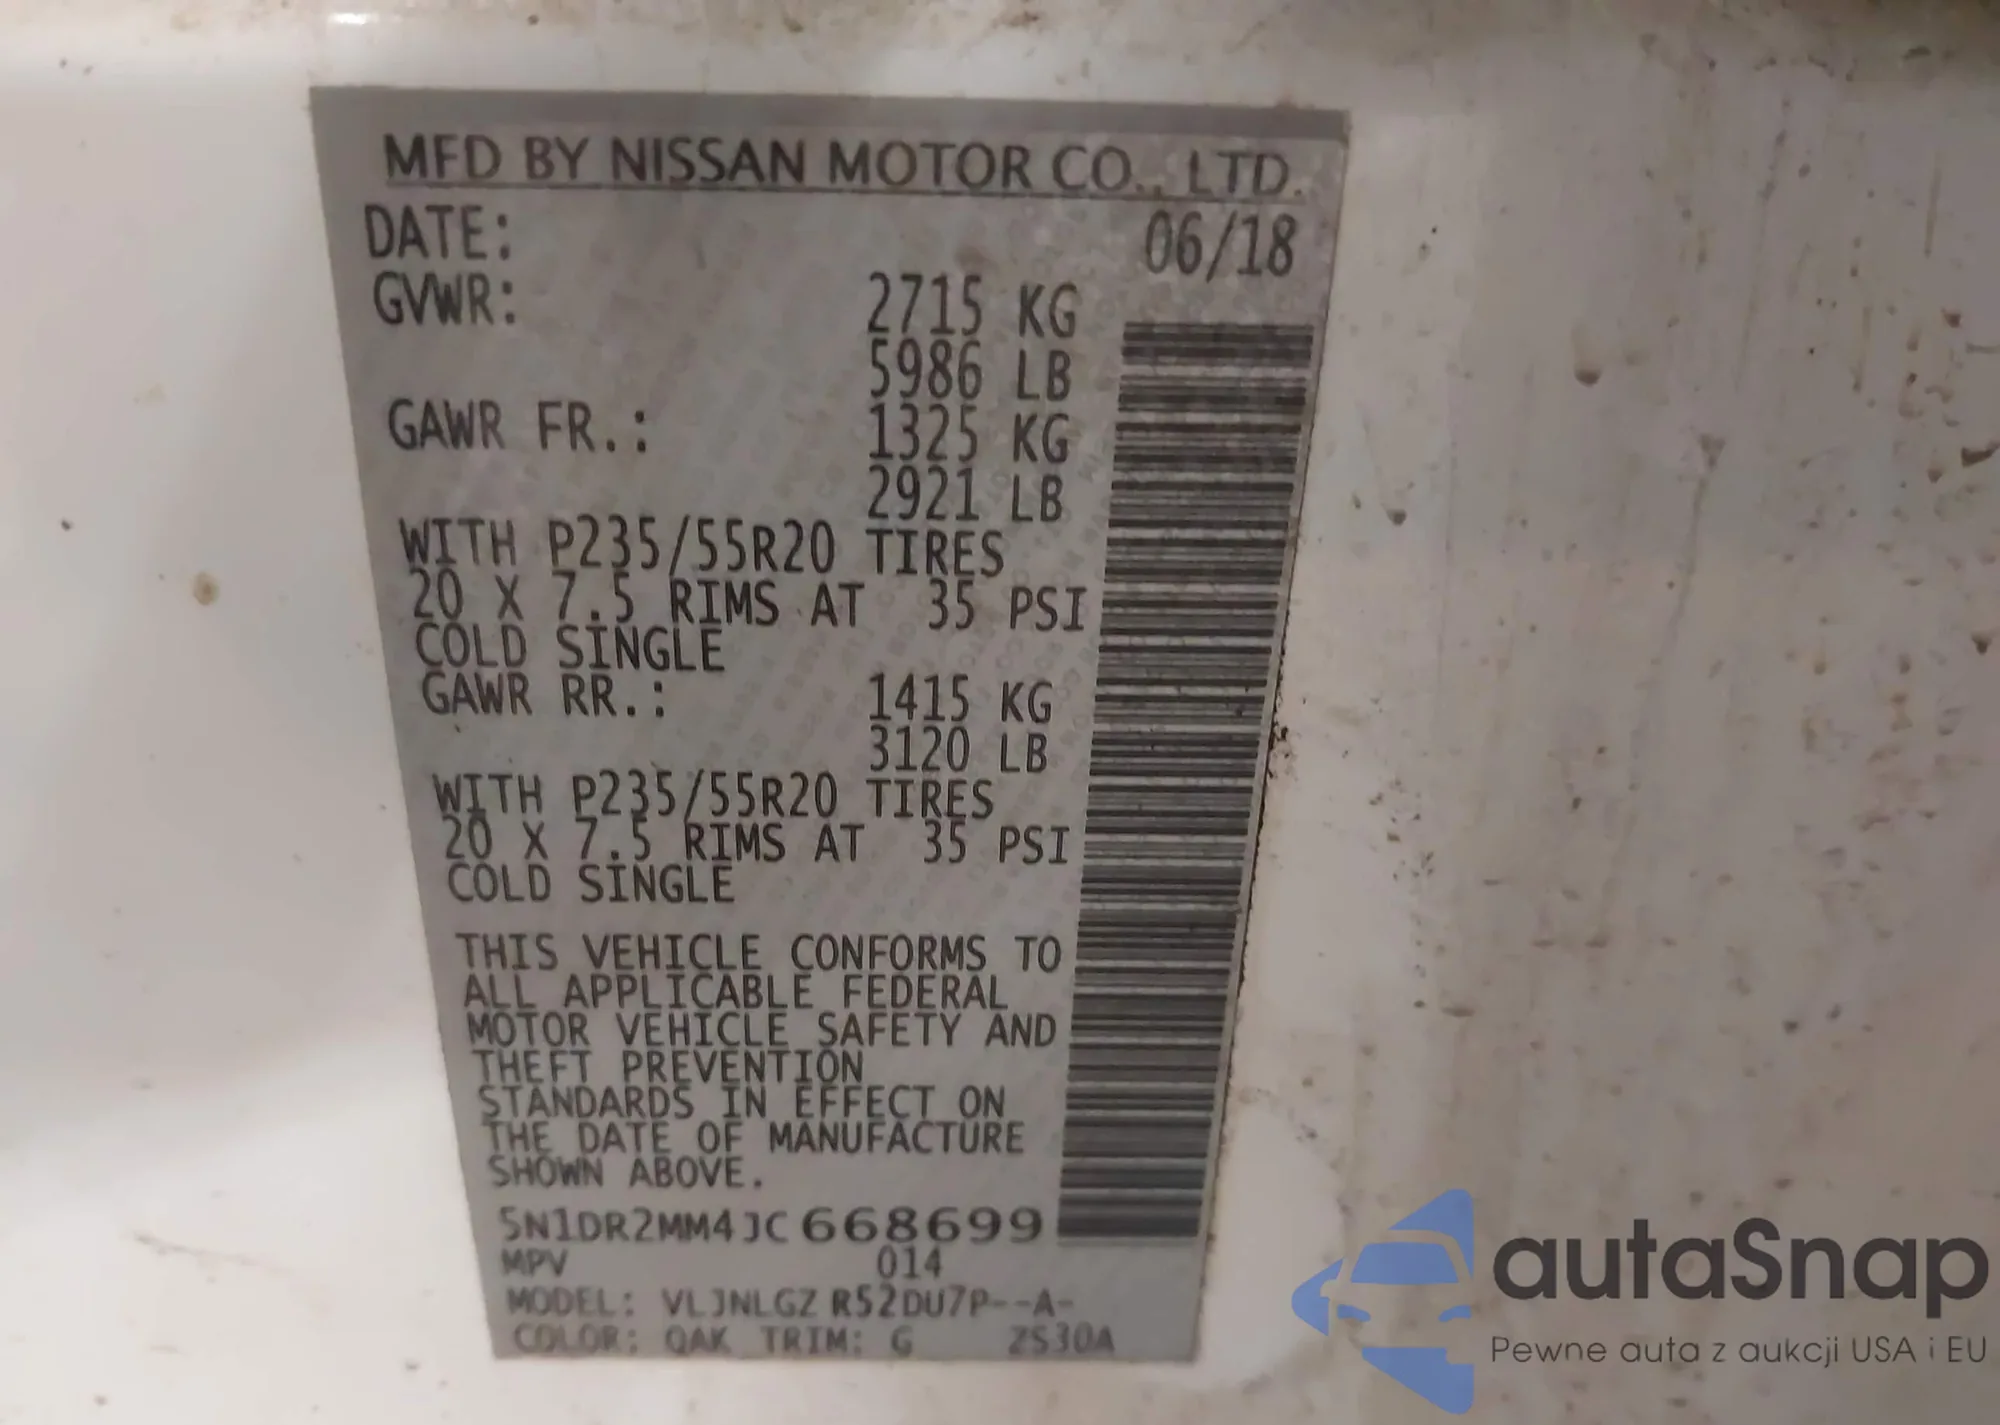 MFD BY NISSAN MOTOR CO., LTD.
DATE: 06/18
GVWR: 2715 KG
5986 LB
GAWR FR.: 1325 KG
2921 LB
WITH P235/55R20 TIRES
20 X 7.5 RIMS AT 35 PSI
COLD SINGLE
GAWR RR.: 1415 KG
3120 LB
WITH P235/55R20 TIRES
20 X 7.5 RIMS AT 35 PSI
COLD SINGLE
THIS VEHICLE CONFORMS TO
ALL APPLICABLE FEDERAL
MOTOR VEHICLE SAFETY AND
THEFT PREVENTION
STANDARDS IN EFFECT ON
THE DATE OF MANUFACTURE
SHOWN ABOVE.
5N1DR2MM4JC668699
MPV 014
MODEL: VLJNLGZ R52DU7P--A-
COLOR: QAK TRIM: G ZS30A
autaSnap
Pewne auta z aukcji USA i EU